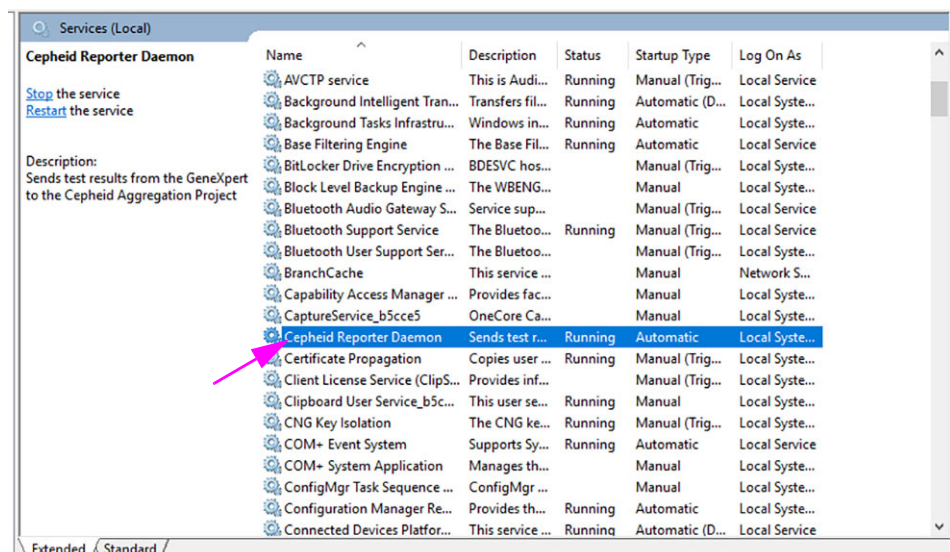 Services (Local)
Cepheid Reporter Daemon
Stop the service
Restart the service
Description:
Sends test results from the GeneXpert
to the Cepheid Aggregation Project
Name Description Status Startup Type Log On As
AVCTP service This is Audi... Running Manual (Trig... Local Service
Background Intelligent Tran... Transfers fil... Running Automatic (D... Local Syste...
Background Tasks Infrastru... Windows in... Running Automatic Local Syste...
Base Filtering Engine The Base Fil... Running Automatic Local Service
BitLocker Drive Encryption ... BDESVC hos... Manual (Trig... Local Syste...
Block Level Backup Engine ... The WBENG... Manual Local Syste...
Bluetooth Audio Gateway S... Service sup... Manual (Trig... Local Service
Bluetooth Support Service The Bluetoo... Running Manual (Trig... Local Service
Bluetooth User Support Ser... The Bluetoo... Manual (Trig... Local Syste...
BranchCache This service ... Manual Network S...
Capability Access Manager ... Provides fac... Manual Local Syste...
CaptureService_b5cce5 OneCore Ca... Manual Local Syste...
Cepheid Reporter Daemon Sends test r... Running Automatic Local Syste...
Certificate Propagation Copies user ... Running Manual (Trig... Local Syste...
Client License Service (ClipS... Provides inf... Manual (Trig... Local Syste...
Clipboard User Service_b5c... This user se... Running Manual Local Syste...
CNG Key Isolation The CNG ke... Running Manual (Trig... Local Syste...
COM+ Event System Supports Sy... Running Automatic Local Service
COM+ System Application Manages th... Manual Local Syste...
ConfigMgr Task Sequence ... ConfigMgr ... Manual Local Syste...
Configuration Manager Re... Provides th... Running Automatic Local Syste...
Connected Devices Platfor... This service ... Running Automatic (D... Local Service
Extended Standard